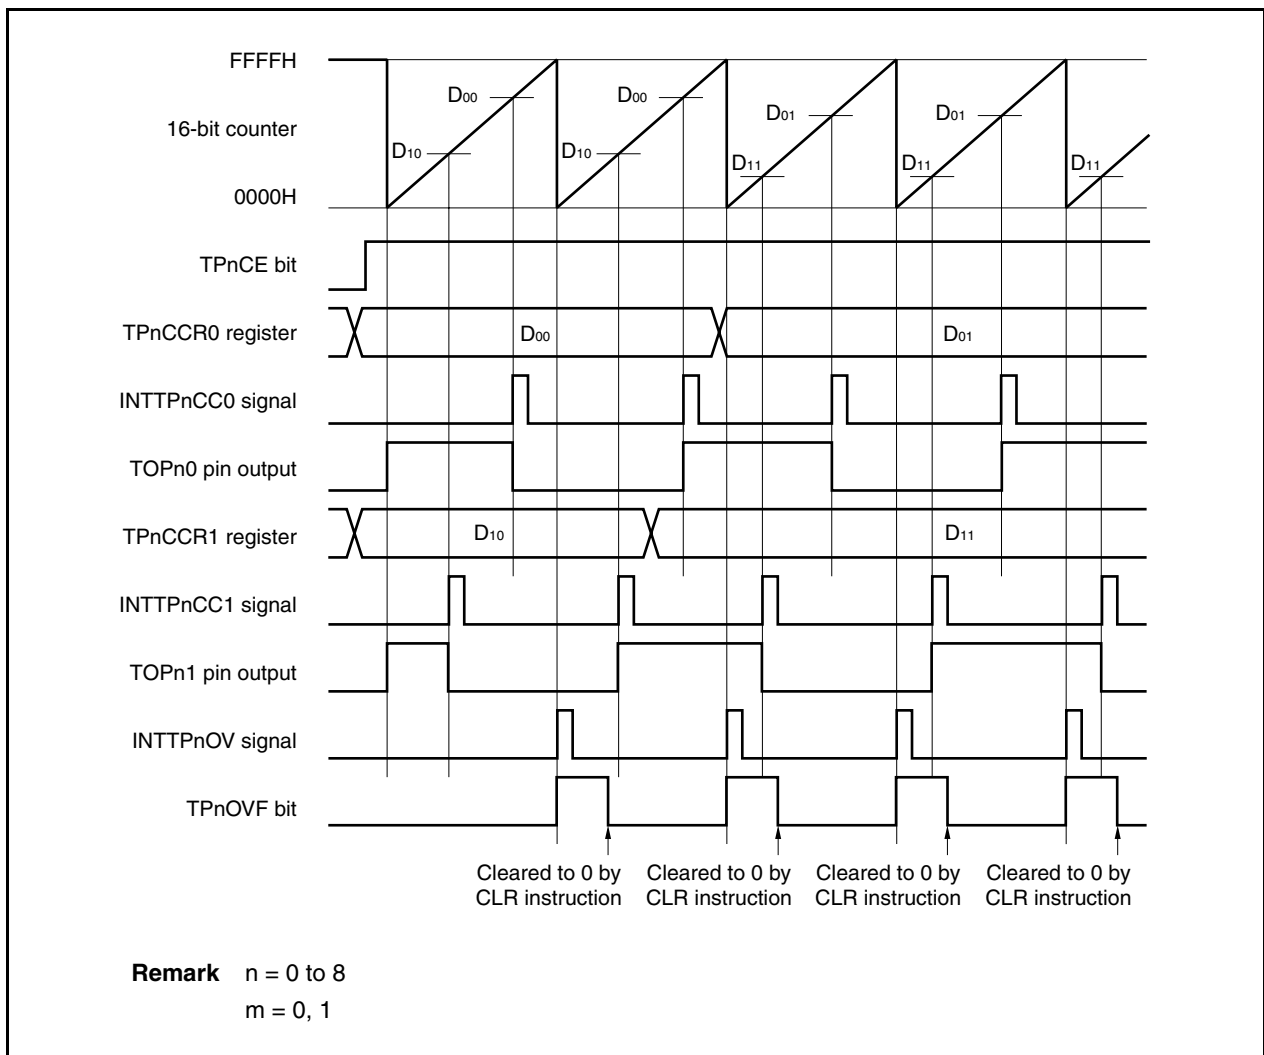 FFFFH
D00 D00
D01 D01
16-bit counter
D10 D10
D11 D11 D11
0000H
TPnCE bit
TPnCCR0 register
D00 D01
INTTPnCC0 signal
TOPn0 pin output
TPnCCR1 register
D10 D11
INTTPnCC1 signal
TOPn1 pin output
INTTPnOV signal
TPnOVF bit
Cleared to 0 by
CLR instruction
Cleared to 0 by
CLR instruction
Cleared to 0 by
CLR instruction
Cleared to 0 by
CLR instruction
Remark n = 0 to 8
m = 0, 1